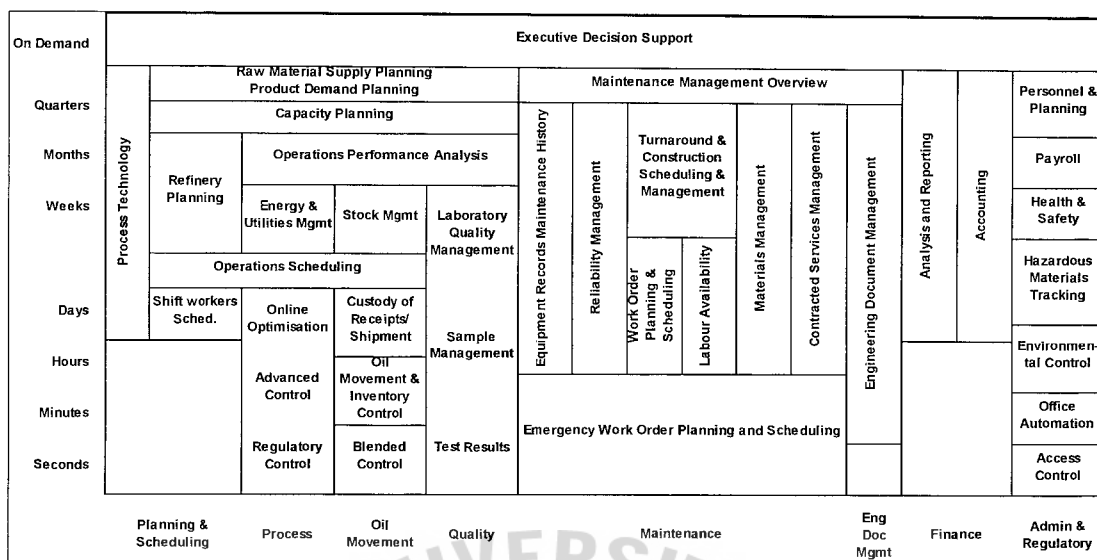 On Demand
Executive Decision Support
Quarters
Months
Weeks
Days
Hours
Minutes
Seconds
Process Technology
Raw Material Supply Planning
Product Demand Planning
Capacity Planning
Refinery
Planning
Operations Performance Analysis
Energy &
Utilities Mgmt
Stock Mgmt
Laboratory
Quality
Management
Operations Scheduling
Shift workers
Sched.
Online
Optimisation
Custody of
Receipts/
Shipment
Sample
Management
Advanced
Control
Oil
Movement &
Inventory
Control
Regulatory
Control
Blended
Control
Test Results
Maintenance Management Overview
Equipment Records Maintenance History
Reliability Management
Turnaround &
Construction
Scheduling &
Management
Work Order
Planning &
Scheduling
Labour Availability
Materials Management
Contracted Services Management
Engineering Document Management
Emergency Work Order Planning and Scheduling
Analysis and Reporting
Accounting
Personnel &
Planning
Payroll
Health &
Safety
Hazardous
Materials
Tracking
Environmen-
tal Control
Office
Automation
Access
Control
Planning &
Scheduling
Process
Oil
Movement
Quality
Maintenance
Eng
Doc
Mgmt
Finance
Admin &
Regulatory